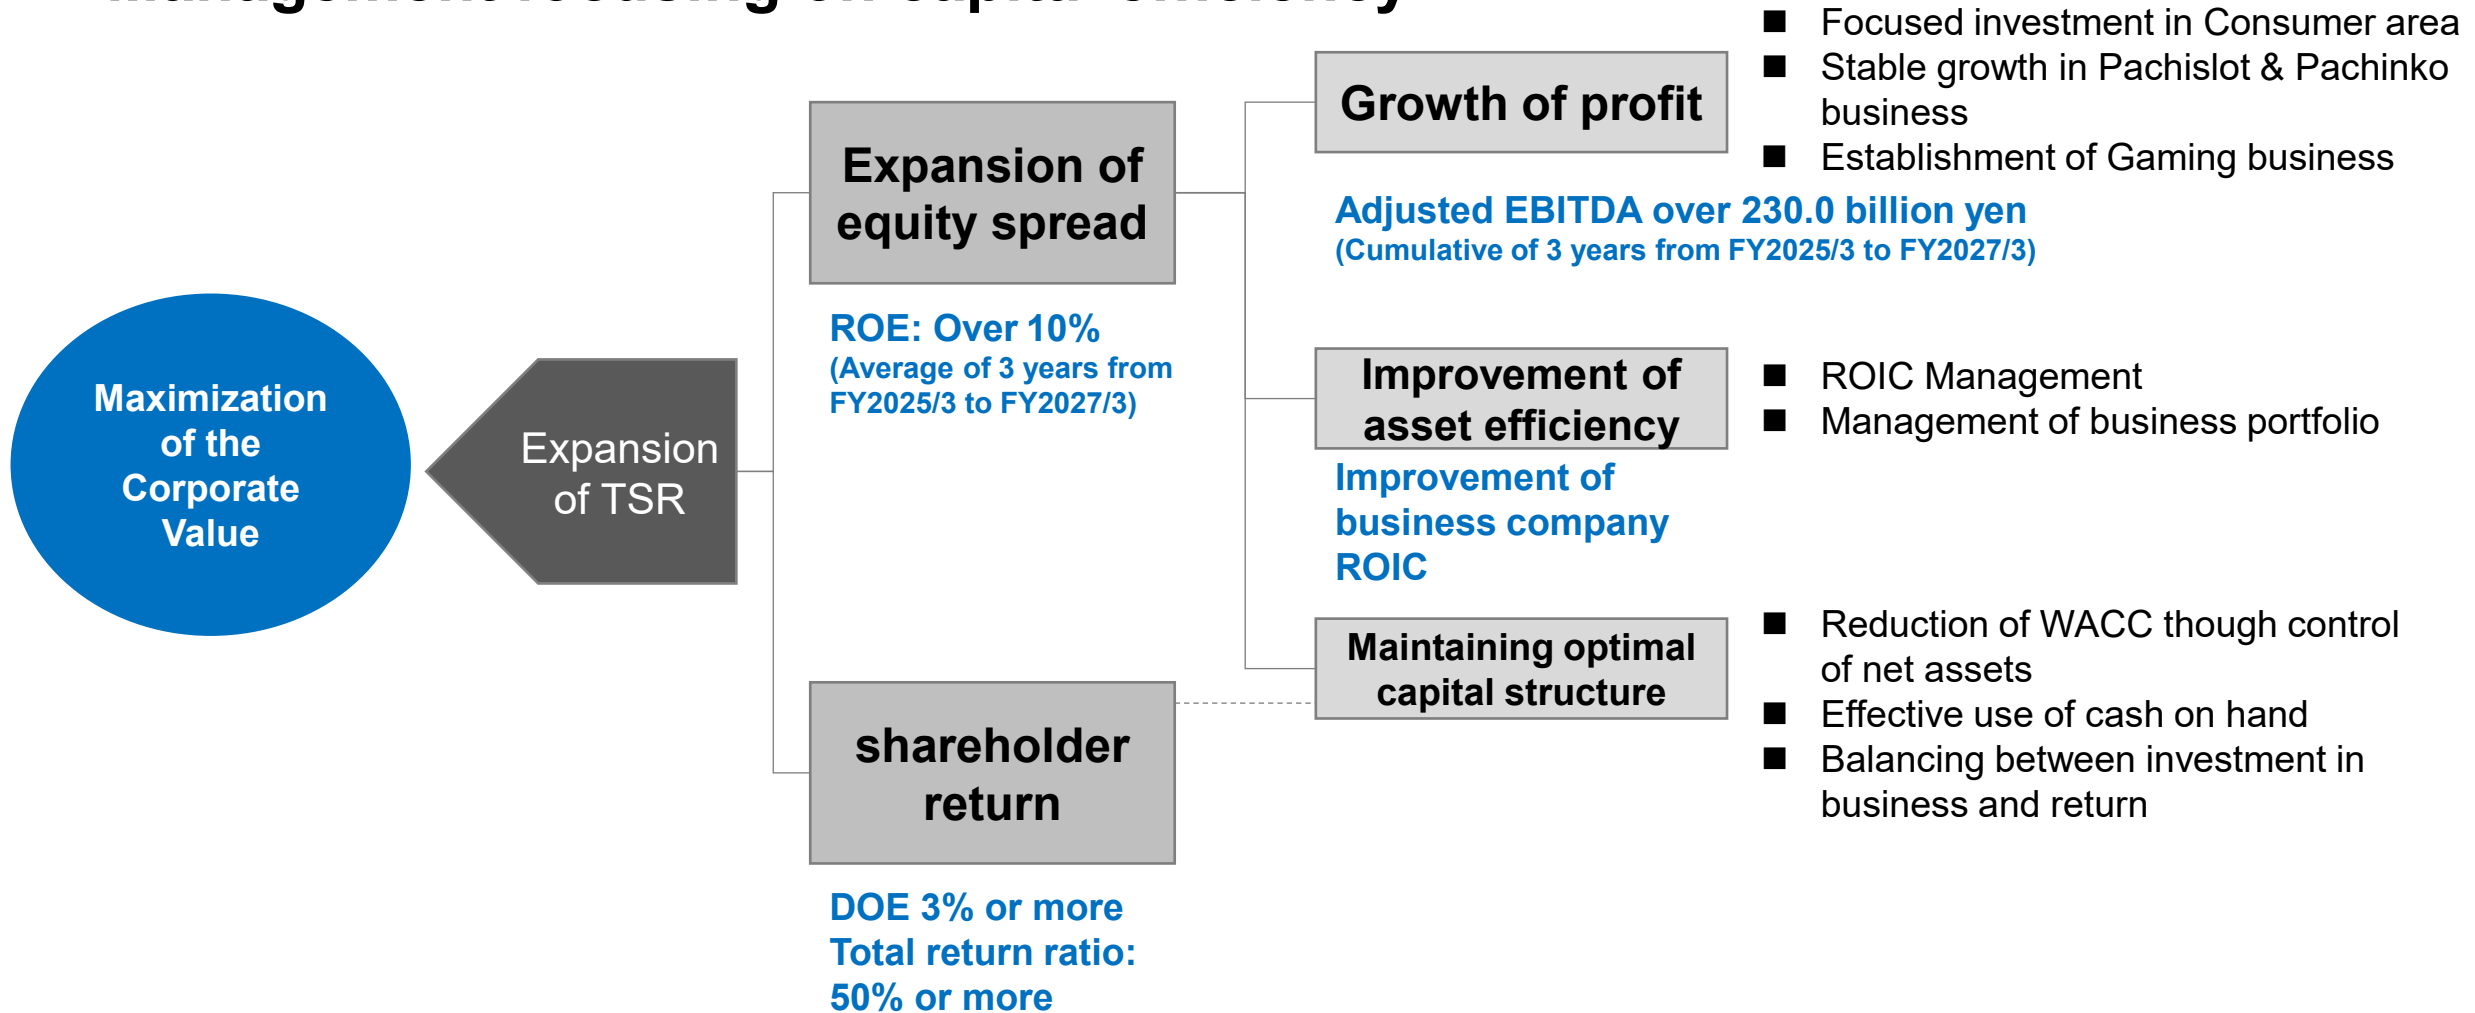 Management focusing on capital efficiency
Focused investment in Consumer area
Stable growth in Pachislot & Pachinko
business
Establishment of Gaming business
Growth of profit
Adjusted EBITDA over 230.0 billion yen
(Cumulative of 3 years from FY2025/3 to FY2027/3)
Expansion of
equity spread
ROE: Over 10%
(Average of 3 years from
FY2025/3 to FY2027/3)
Maximization
of the
Corporate
Value
Expansion
of TSR
Improvement of
asset efficiency
ROIC Management
Management of business portfolio
Improvement of
business company
ROIC
Maintaining optimal
capital structure
Reduction of WACC though control
of net assets
Effective use of cash on hand
Balancing between investment in
business and return
shareholder
return
DOE 3% or more
Total return ratio:
50% or more